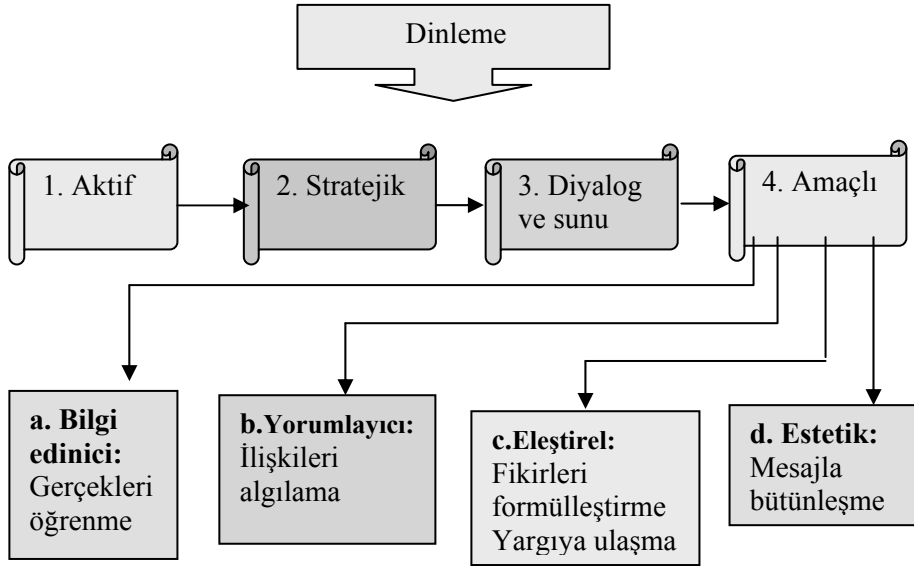 Dinleme
1. Aktif
2. Stratejik
3. Diyalog
ve sunu
4. Amaçlı
a. Bilgi
edinici:
Gerçekleri
öğrenme
b.Yorumlayıcı:
İlişkileri
algılama
c.Eleştirel:
Fikirleri
formülleştirme
Yargıya ulaşma
d. Estetik:
Mesajla
bütünleşme